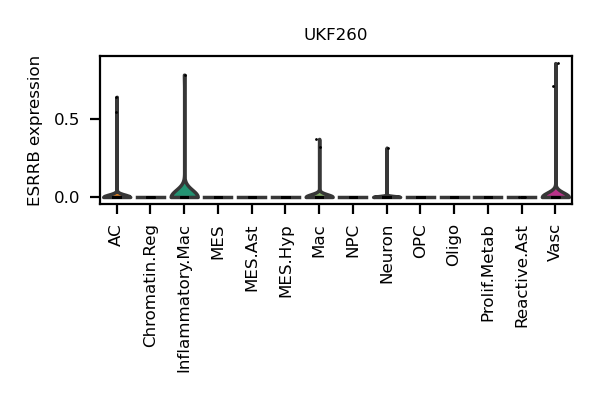 UKF260
ESRRB expression
0.5
0.0
AC
Chromatin.Reg
Inflammatory.Mac
MES
MES.Ast
MES.Hyp
Mac
NPC
Neuron
OPC
Oligo
Prolif.Metab
Reactive.Ast
Vasc